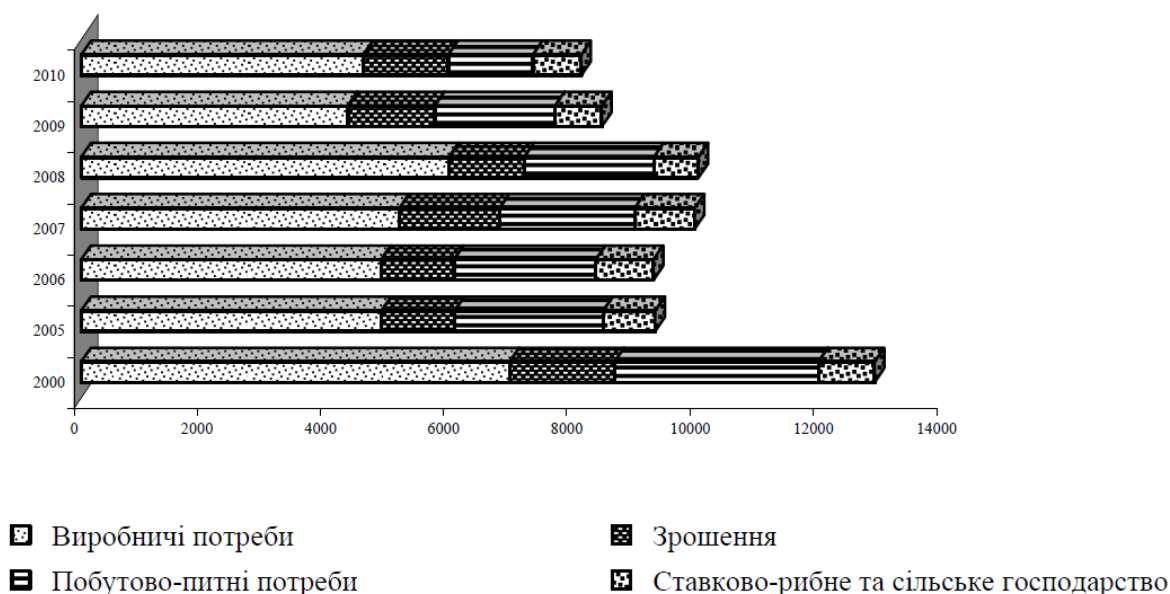 2010
2009
2008
2007
2006
2005
2000
0 2000 4000 6000 8000 10000 12000 14000
Виробничі потреби Зрошення
Побутово-питні потреби Ставково-рибне та сільське господарство